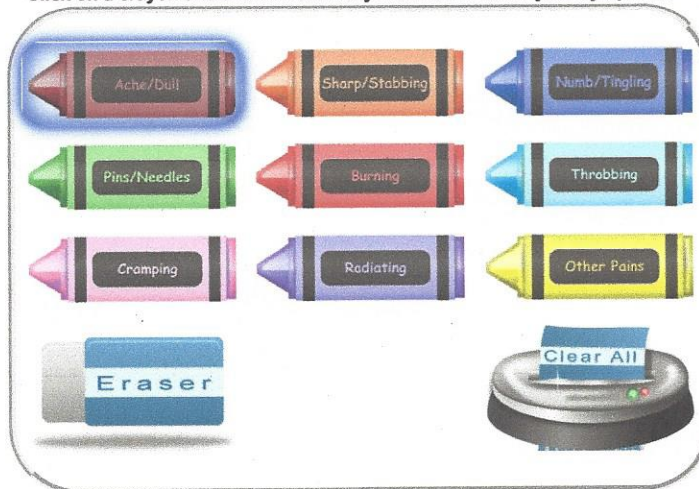 Ache/Dull
Sharp/Stabbing
Numb/Tingling
Pins/Needles
Burning
Throbbing
Cramping
Radiating
Other Pains
Eraser
Clear All